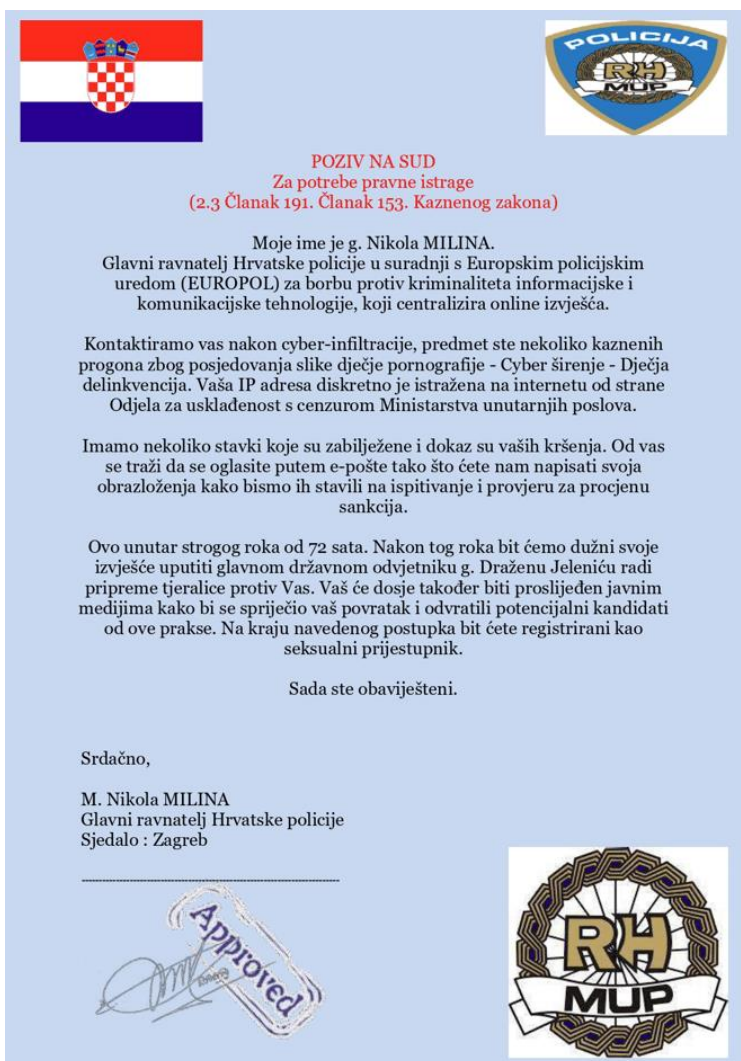 POLICIJA
RH
MUP
POZIV NA SUD
Za potrebe pravne istrage
(2.3 Članak 191. Članak 153. Kaznenog zakona)
Moje ime je g. Nikola MILINA.
Glavni ravnatelj Hrvatske policije u suradnji s Europskim policijskim
uredom (EUROPOL) za borbu protiv kriminaliteta informacijske i
komunikacijske tehnologije, koji centralizira online izvješća.
Kontaktiramo vas nakon cyber-infiltracije, predmet ste nekoliko kaznenih
progona zbog posjedovanja slike dječje pornografije - Cyber širenje - Dječja
delinkvencija. Vaša IP adresa diskretno je istražena na internetu od strane
Odjela za usklađenost s cenzurom Ministarstva unutarnjih poslova.
Imamo nekoliko stavki koje su zabilježene i dokaz su vaših kršenja. Od vas
se traži da se oglasite putem e-pošte tako što ćete nam napisati svoja
obrazloženja kako bismo ih stavili na ispitivanje i provjeru za procjenu
sankcija.
Ovo unutar strogog roka od 72 sata. Nakon tog roka bit ćemo dužni svoje
izvješće uputiti glavnom državnom odvjetniku g. Draženu Jeleniću radi
pripreme tjeralice protiv Vas. Vaš će dosje također biti proslijeđen javnim
medijima kako bi se spriječio vaš povratak i odvratili potencijalni kandidati
od ove prakse. Na kraju navedenog postupka bit ćete registrirani kao
seksualni prijestupnik.
Sada ste obaviješteni.
Srdačno,
M. Nikola MILINA
Glavni ravnatelj Hrvatske policije
Sjedalo : Zagreb
Approved
RH
MUP